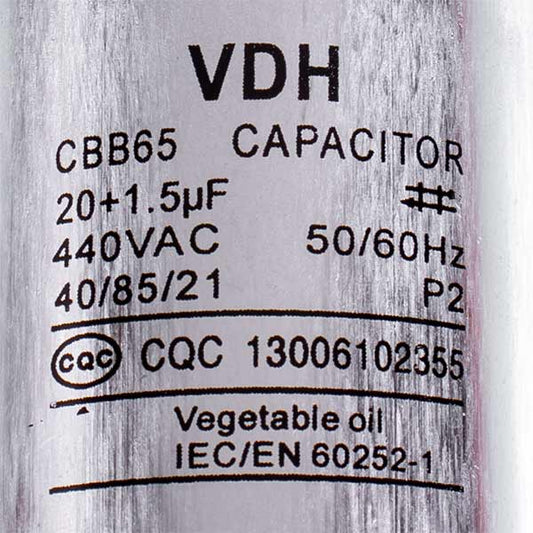 VDH
CBB65 CAPACITOR
20+1.5μF
440VAC 50/60Hz
40/85/21 P2
CQC CQC 13006102355
Vegetable oil
IEC/EN 60252-1